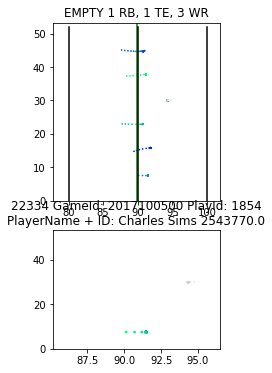 EMPTY 1 RB, 1 TE, 3 WR
50
40
30
20
10
0
80 85 90 95 100
22334 GameId: 2017100500 PlayId: 1854
PlayerName + ID: Charles Sims 2543770.0
40
20
0
87.5 90.0 92.5 95.0